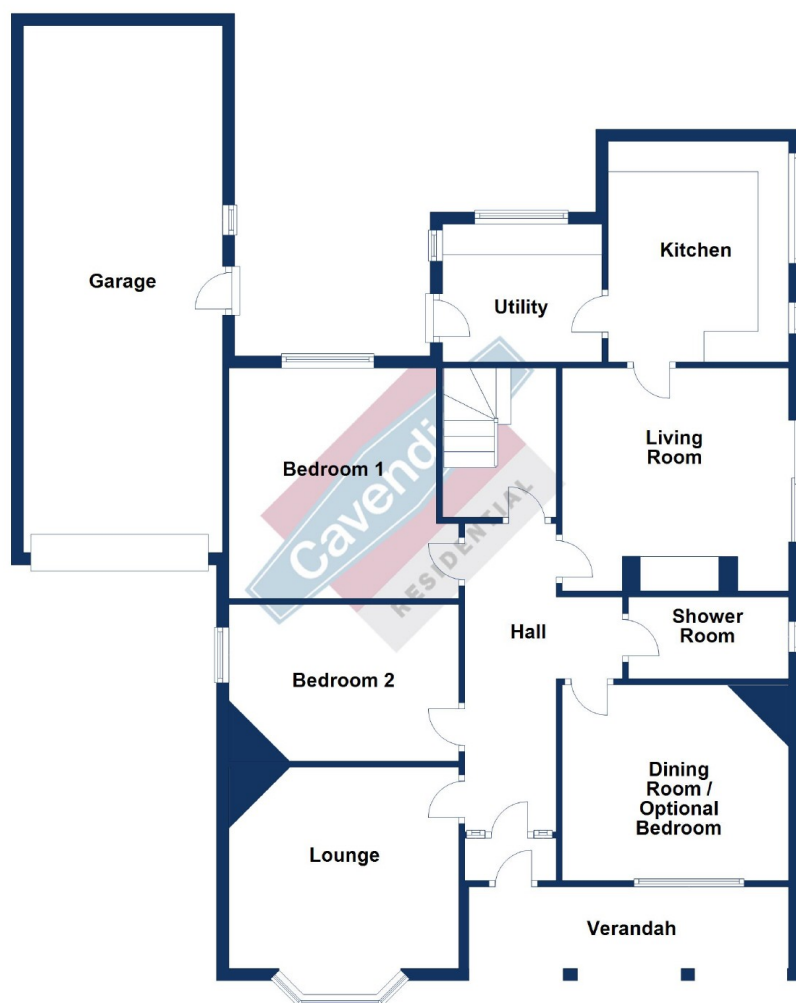 Garage
Kitchen
Utility
Living
Room
Bedroom 1
Cavendi
RESIDENTIAL
Shower
Room
Hall
Bedroom 2
Dining
Room /
Optional
Bedroom
Lounge
Verandah